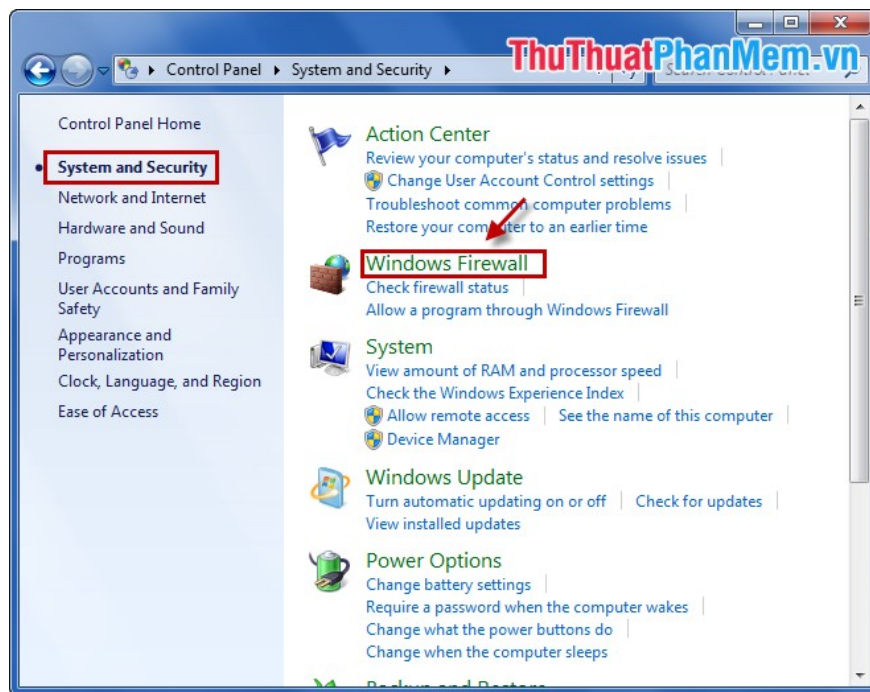 ThuThuatPhanMem.vn
Control Panel
System and Security
Control Panel Home
System and Security
Network and Internet
Hardware and Sound
Programs
User Accounts and Family
Safety
Appearance and
Personalization
Clock, Language, and Region
Ease of Access
Action Center
Review your computer's status and resolve issues
Change User Account Control settings
Troubleshoot common computer problems
Restore your computer to an earlier time
Windows Firewall
Check firewall status
Allow a program through Windows Firewall
System
View amount of RAM and processor speed
Check the Windows Experience Index
Allow remote access See the name of this computer
Device Manager
Windows Update
Turn automatic updating on or off Check for updates
View installed updates
Power Options
Change battery settings
Require a password when the computer wakes
Change what the power buttons do
Change when the computer sleeps